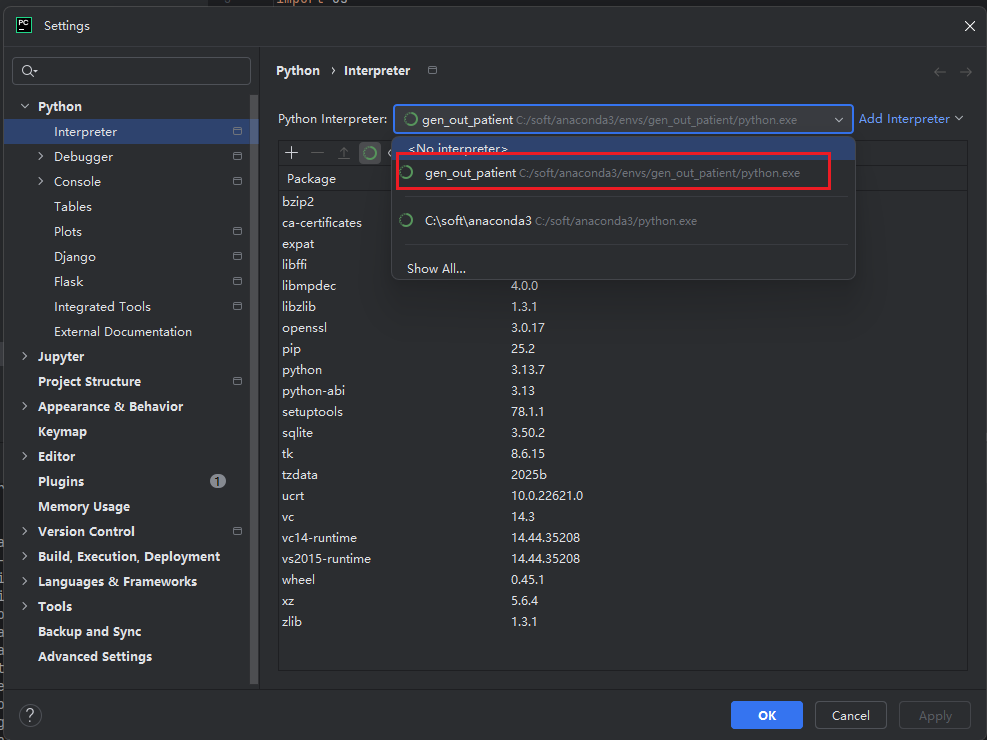 import os
PC
Settings
Python › Interpreter
Python
Interpreter
Debugger
Console
Tables
Plots
Django
Flask
Integrated Tools
External Documentation
Jupyter
Project Structure
Appearance & Behavior
Keymap
Editor
Plugins 1
Memory Usage
Version Control
Build, Execution, Deployment
Languages & Frameworks
Tools
Backup and Sync
Advanced Settings
Python Interpreter: gen_out_patient C:/soft/anaconda3/envs/gen_out_patient/python.exe Add Interpreter
<No interpreter>
gen_out_patient C:/soft/anaconda3/envs/gen_out_patient/python.exe
C:\soft\anaconda3 C:/soft/anaconda3/python.exe
Show All...
Package
bzip2
ca-certificates
expat
libffi
libmpdec 4.0.0
libzlib 1.3.1
openssl 3.0.17
pip 25.2
python 3.13.7
python-abi 3.13
setuptools 78.1.1
sqlite 3.50.2
tk 8.6.15
tzdata 2025b
ucrt 10.0.22621.0
vc 14.3
vc14-runtime 14.44.35208
vs2015-runtime 14.44.35208
wheel 0.45.1
xz 5.6.4
zlib 1.3.1
? OK Cancel Apply